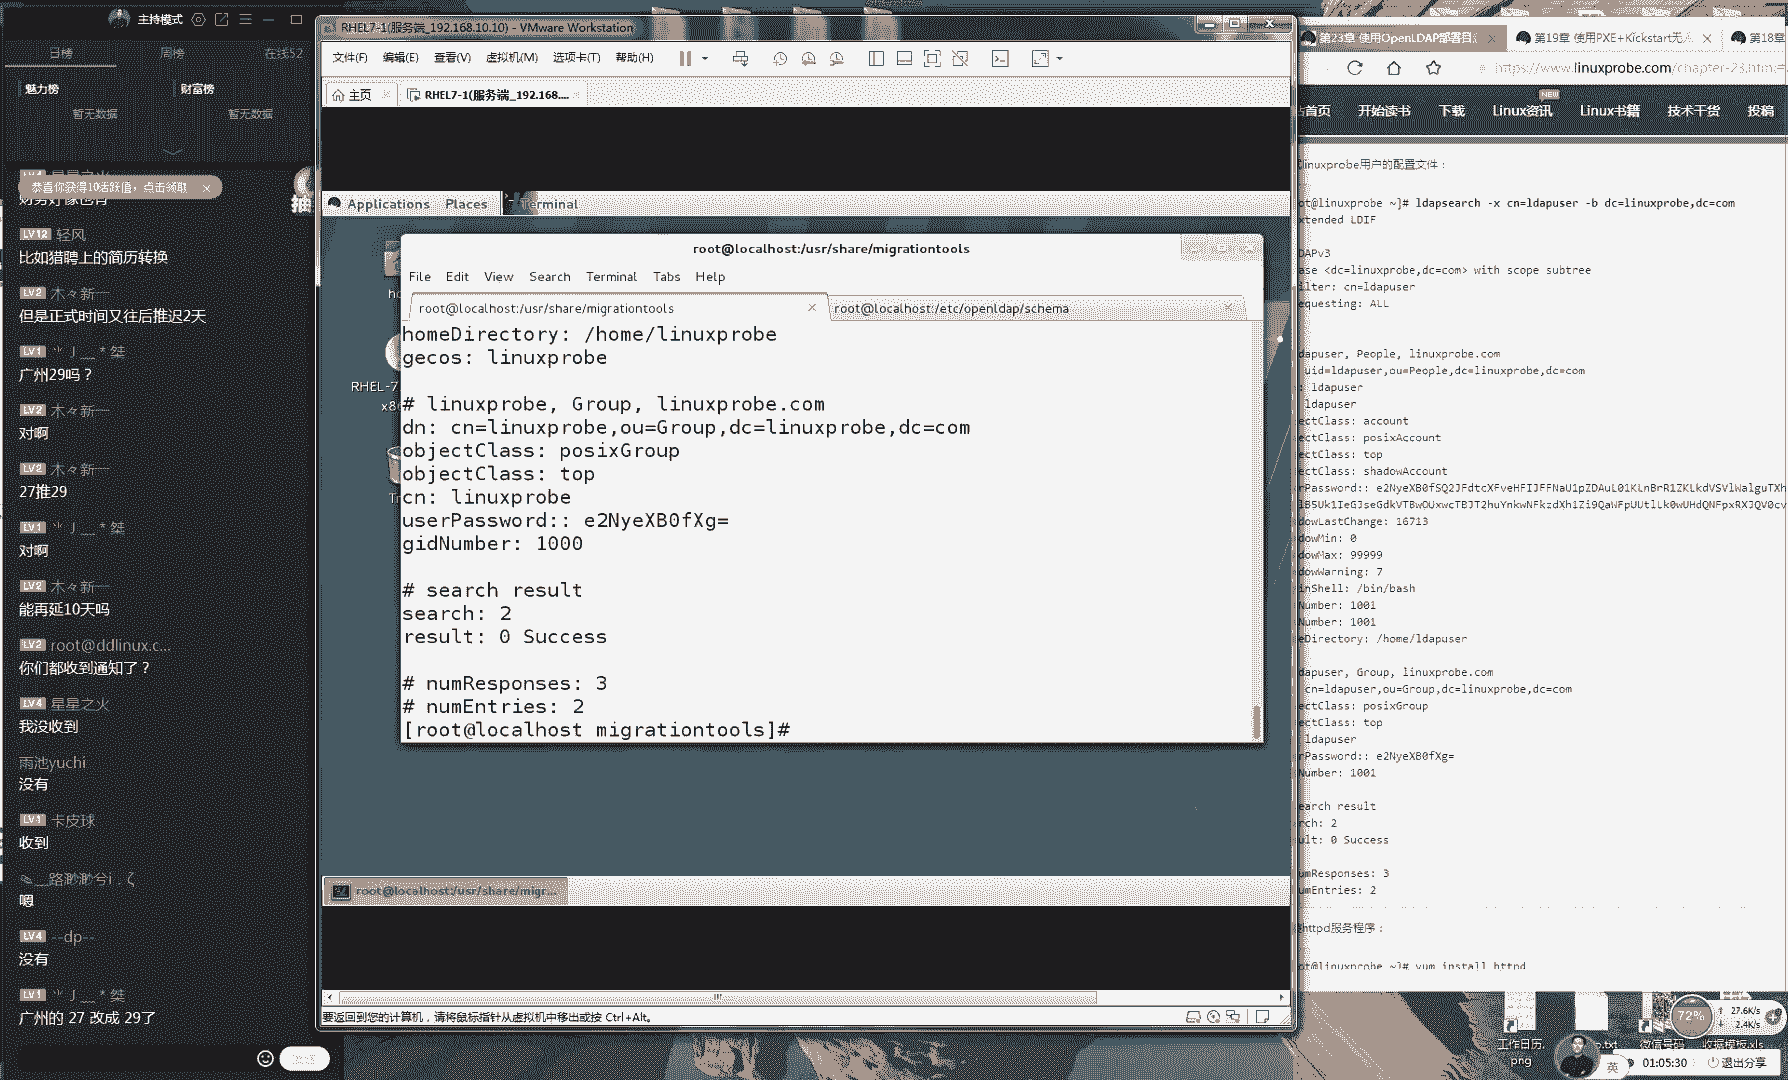 主持模式
日榜 周榜 在线52
魅力榜 财富榜
暂无数据 暂无数据
恭喜你获得10活跃值，点击领取 ×
LV12 轻风
比如猎聘上的简历转换
LV2 木々新一
但是正式时间又往后推迟2天
广州29吗？
LV2 木々新一
对啊
LV2 木々新一
27推29
对啊
LV2 木々新一
能再延10天吗
LV2 root@ddlinux.c...
你们都收到通知了？
LV4 星星之火
我没收到
雨池yuchi
没有
LV1 卡皮球
收到
嗯
LV4 --dp--
没有
广州的 27 改成 29了
RHEL7-1(服务端_192.168.10.10) - VMware Workstation
文件(F) 编辑(E) 查看(V) 虚拟机(M) 选项卡(T) 帮助(H)
主页 × RHEL7-1(服务端_192.168.... ×
Applications Places Terminal
root@localhost:/usr/share/migrationtools
File Edit View Search Terminal Tabs Help
root@localhost:/usr/share/migrationtools × root@localhost:/etc/openldap/schema ×
homeDirectory: /home/linuxprobe
gecos: linuxprobe
# linuxprobe, Group, linuxprobe.com
dn: cn=linuxprobe,ou=Group,dc=linuxprobe,dc=com
objectClass: posixGroup
objectClass: top
cn: linuxprobe
userPassword:: e2NyeXB0fXg=
gidNumber: 1000
# search result
search: 2
result: 0 Success
# numResponses: 3
# numEntries: 2
[root@localhost migrationtools]#
RHEL-7
x86
root@localhost:/usr/share/migr...
要返回到您的计算机，请将鼠标指针从虚拟机中移出或按 Ctrl+Alt。
第23章 使用OpenLDAP部署目 × 第19章 使用PXE+Kickstart无人 × 第18章
https://www.linuxprobe.com/chapter-23.html
首页 开始读书 下载 Linux资讯 NEW Linux书籍 技术干货 投稿
linuxprobe用户的配置文件：
ot@linuxprobe ~]# ldapsearch -x cn=ldapuser -b dc=linuxprobe,dc=com
xtended LDIF
DAPv3
ase <dc=linuxprobe,dc=com> with scope subtree
ilter: cn=ldapuser
equesting: ALL
dapuser, People, linuxprobe.com
uid=ldapuser,ou=People,dc=linuxprobe,dc=com
: ldapuser
ldapuser
ectClass: account
ectClass: posixAccount
ectClass: top
ectClass: shadowAccount
dowLastChange: 16713
dowMin: 0
dowMax: 99999
dowWarning: 7
inShell: /bin/bash
Number: 1001
Number: 1001
eDirectory: /home/ldapuser
dapuser, Group, linuxprobe.com
cn=ldapuser,ou=Group,dc=linuxprobe,dc=com
ectClass: posixGroup
ectClass: top
ldapuser
rPassword:: e2NyeXB0fXg=
Number: 1001
earch result
rch: 2
ult: 0 Success
umResponses: 3
umEntries: 2
httpd服务程序：
ot@linuxprobe ~]# yum install httpd
72% 27.6K/s
2.4K/s
工作日历.
png
.txt 微信号码 收据模板.xls
英 01:05:30 退出分享